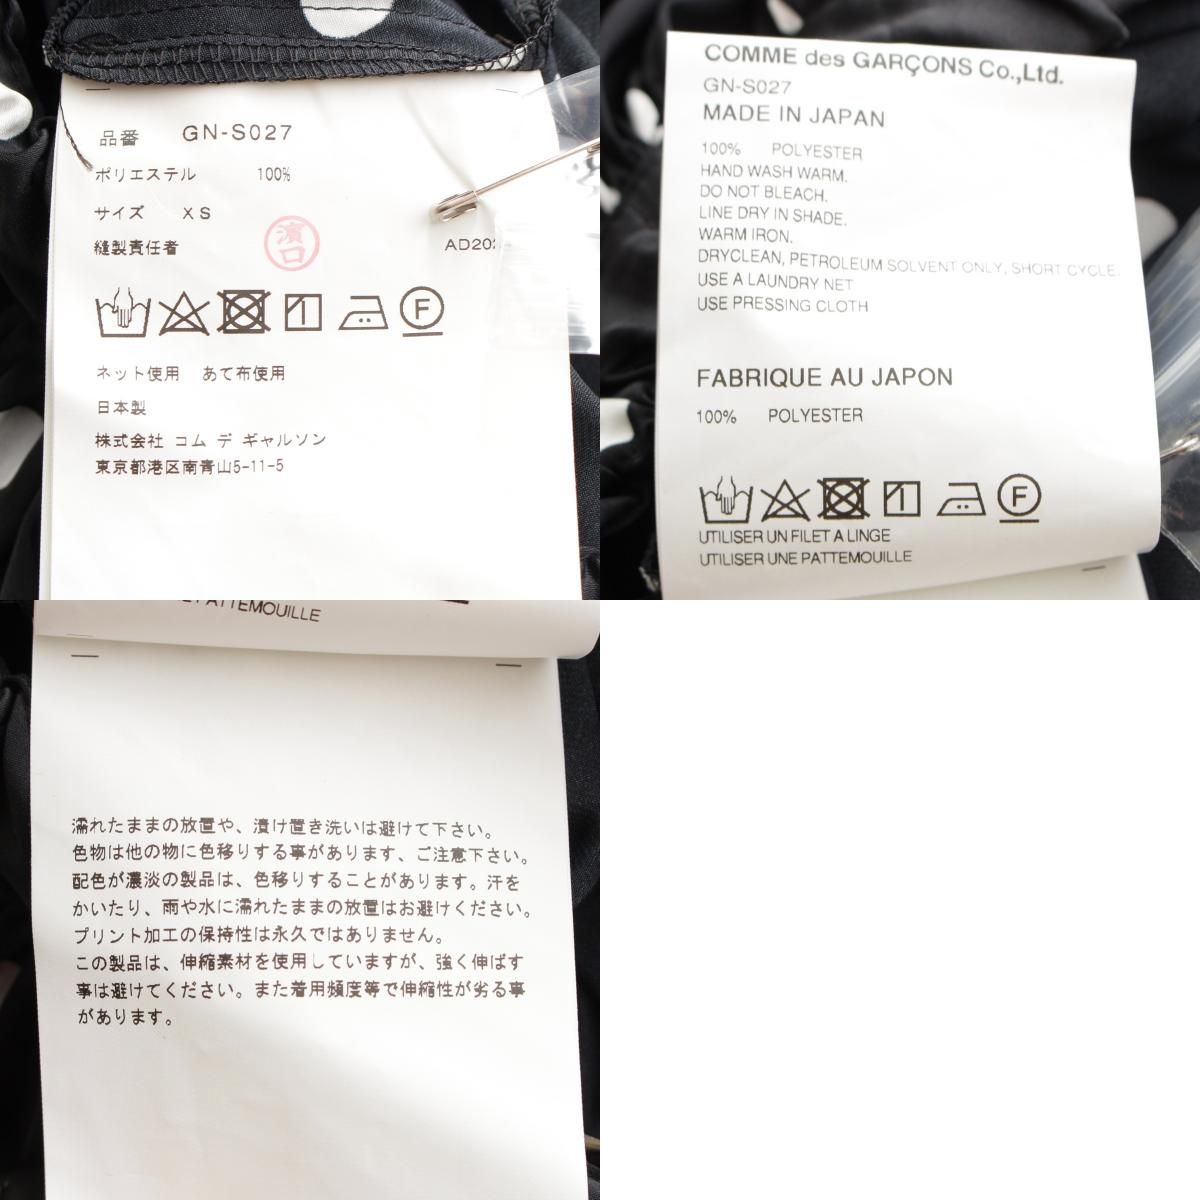 品番 GN-S027
ポリエステル 100%
サイズ XS
縫製責任者 濱口 AD202
F
ネット使用 あて布使用
日本製
株式会社 コム デ ギャルソン
東京都港区南青山5-11-5
COMME des GARÇONS Co.,Ltd.
GN-S027
MADE IN JAPAN
100% POLYESTER
HAND WASH WARM.
DO NOT BLEACH.
LINE DRY IN SHADE.
WARM IRON.
DRYCLEAN, PETROLEUM SOLVENT ONLY, SHORT CYCLE.
USE A LAUNDRY NET
USE PRESSING CLOTH
FABRIQUE AU JAPON
100% POLYESTER
F
UTILISER UN FILET A LINGE
UTILISER UNE PATTEMOUILLE
PATTEMOUILLE
濡れたままの放置や、漬け置き洗いは避けて下さい。
色物は他の物に色移りする事があります、ご注意下さい。
配色が濃淡の製品は、色移りすることがあります。汗を
かいたり、雨や水に濡れたままの放置はお避けください。
プリント加工の保持性は永久ではありません。
この製品は、伸縮素材を使用していますが、強く伸ばす
事は避けてください。また着用頻度等で伸縮性が劣る事
があります。